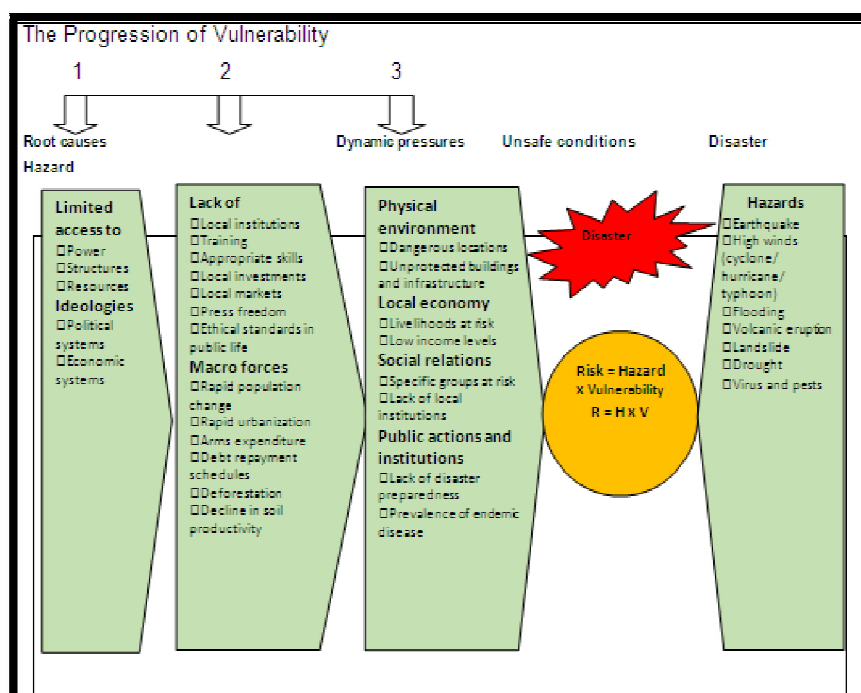 The Progression of Vulnerability
1 2 3
Root causes Dynamic pressures Unsafe conditions Disaster
Hazard
Limited
access to
□Power
□Structures
□Resources
Ideologies
□Political
systems
□Economic
systems
Lack of
□Local institutions
□Training
□Appropriate skills
□Local investments
□Local markets
□Press freedom
□Ethical standards in
public life
Macro forces
□Rapid population
change
□Rapid urbanization
□Arms expenditure
□Debt repayment
schedules
□Deforestation
□Decline in soil
productivity
Physical
environment
□Dangerous locations
□Unprotected buildings
and infrastructure
Local economy
□Livelihoods at risk
□Low income levels
Social relations
□Specific groups at risk
□Lack of local
institutions
Public actions and
institutions
□Lack of disaster
preparedness
□Prevalence of endemic
disease
Disaster
Risk = Hazard
x Vulnerability
R = H x V
Hazards
□Earthquake
□High winds
(cyclone/
hurricane/
typhoon)
□Flooding
□Volcanic eruption
□Landslide
□Drought
□Virus and pests